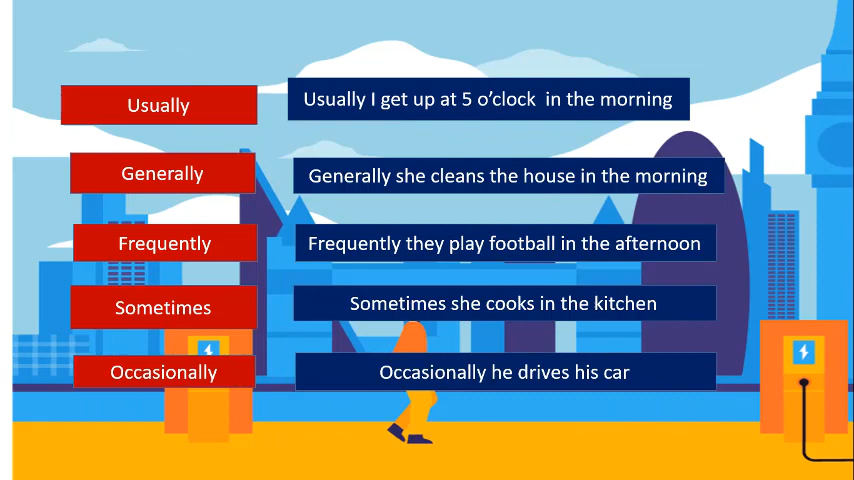 Usually
Usually I get up at 5 o’clock  in the morning
Generally
Generally she cleans the house in the morning
Frequently
Frequently they play football in the afternoon
Sometimes
Sometimes she cooks in the kitchen
Occasionally
Occasionally he drives his car